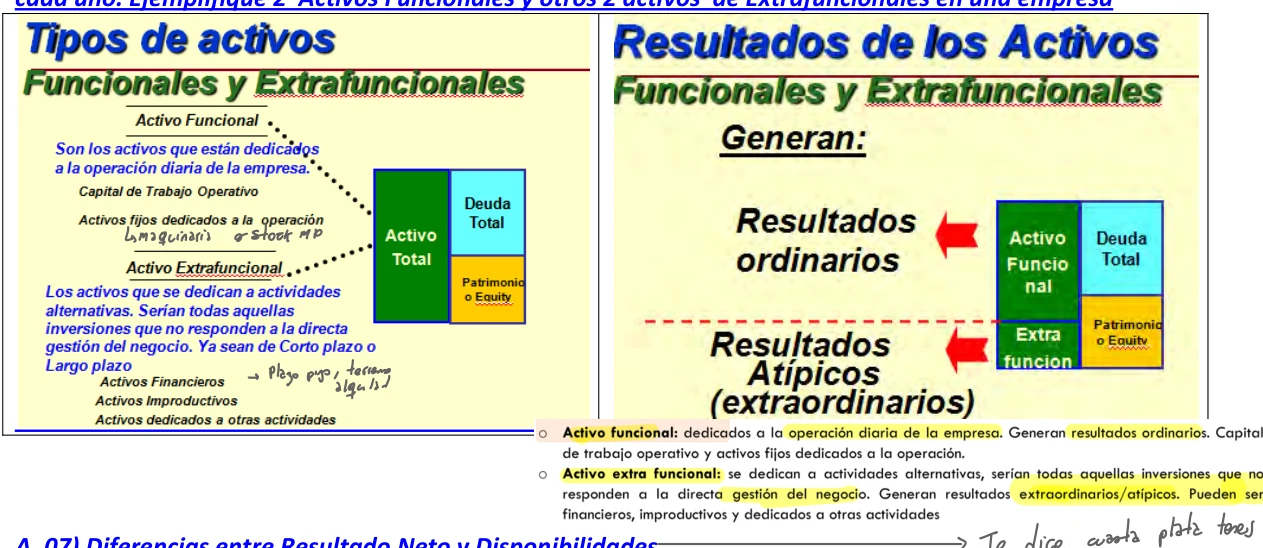 cada uno. Ejemplifique 2 Activos Funcionales y otros 2 activos de Extrafuncionales en una empresa
Tipos de activos
Funcionales y Extrafuncionales
Activo Funcional
Son los activos que están dedicados
a la operación diaria de la empresa.
Capital de Trabajo Operativo
Activos fijos dedicados a la operación
maquinaria o Stock MP
Activo Extrafuncional
Los activos que se dedican a actividades
alternativas. Serían todas aquellas
inversiones que no responden a la directa
gestión del negocio. Ya sean de Corto plazo o
Largo plazo
Activos Financieros → Plazo fijo, terreno
Activos Improductivos
Activos dedicados a otras actividades
Activo
Total
Deuda
Total
Patrimonio
o Equity
Resultados de los Activos
Funcionales y Extrafuncionales
Generan:
Resultados
ordinarios
Resultados
Atípicos
(extraordinarios)
Activo
Funcio
nal
Extra
funcion
Deuda
Total
Patrimonio
o Equity
○ Activo funcional: dedicados a la operación diaria de la empresa. Generan resultados ordinarios. Capital
de trabajo operativo y activos fijos dedicados a la operación.
○ Activo extra funcional: se dedican a actividades alternativas, serían todas aquellas inversiones que no
responden a la directa gestión del negocio. Generan resultados extraordinarios/atípicos. Pueden ser
financieros, improductivos y dedicados a otras actividades
A_07) Diferencias entre Resultado Neto y Disponibilidades → Te dice cuanta plata tenes